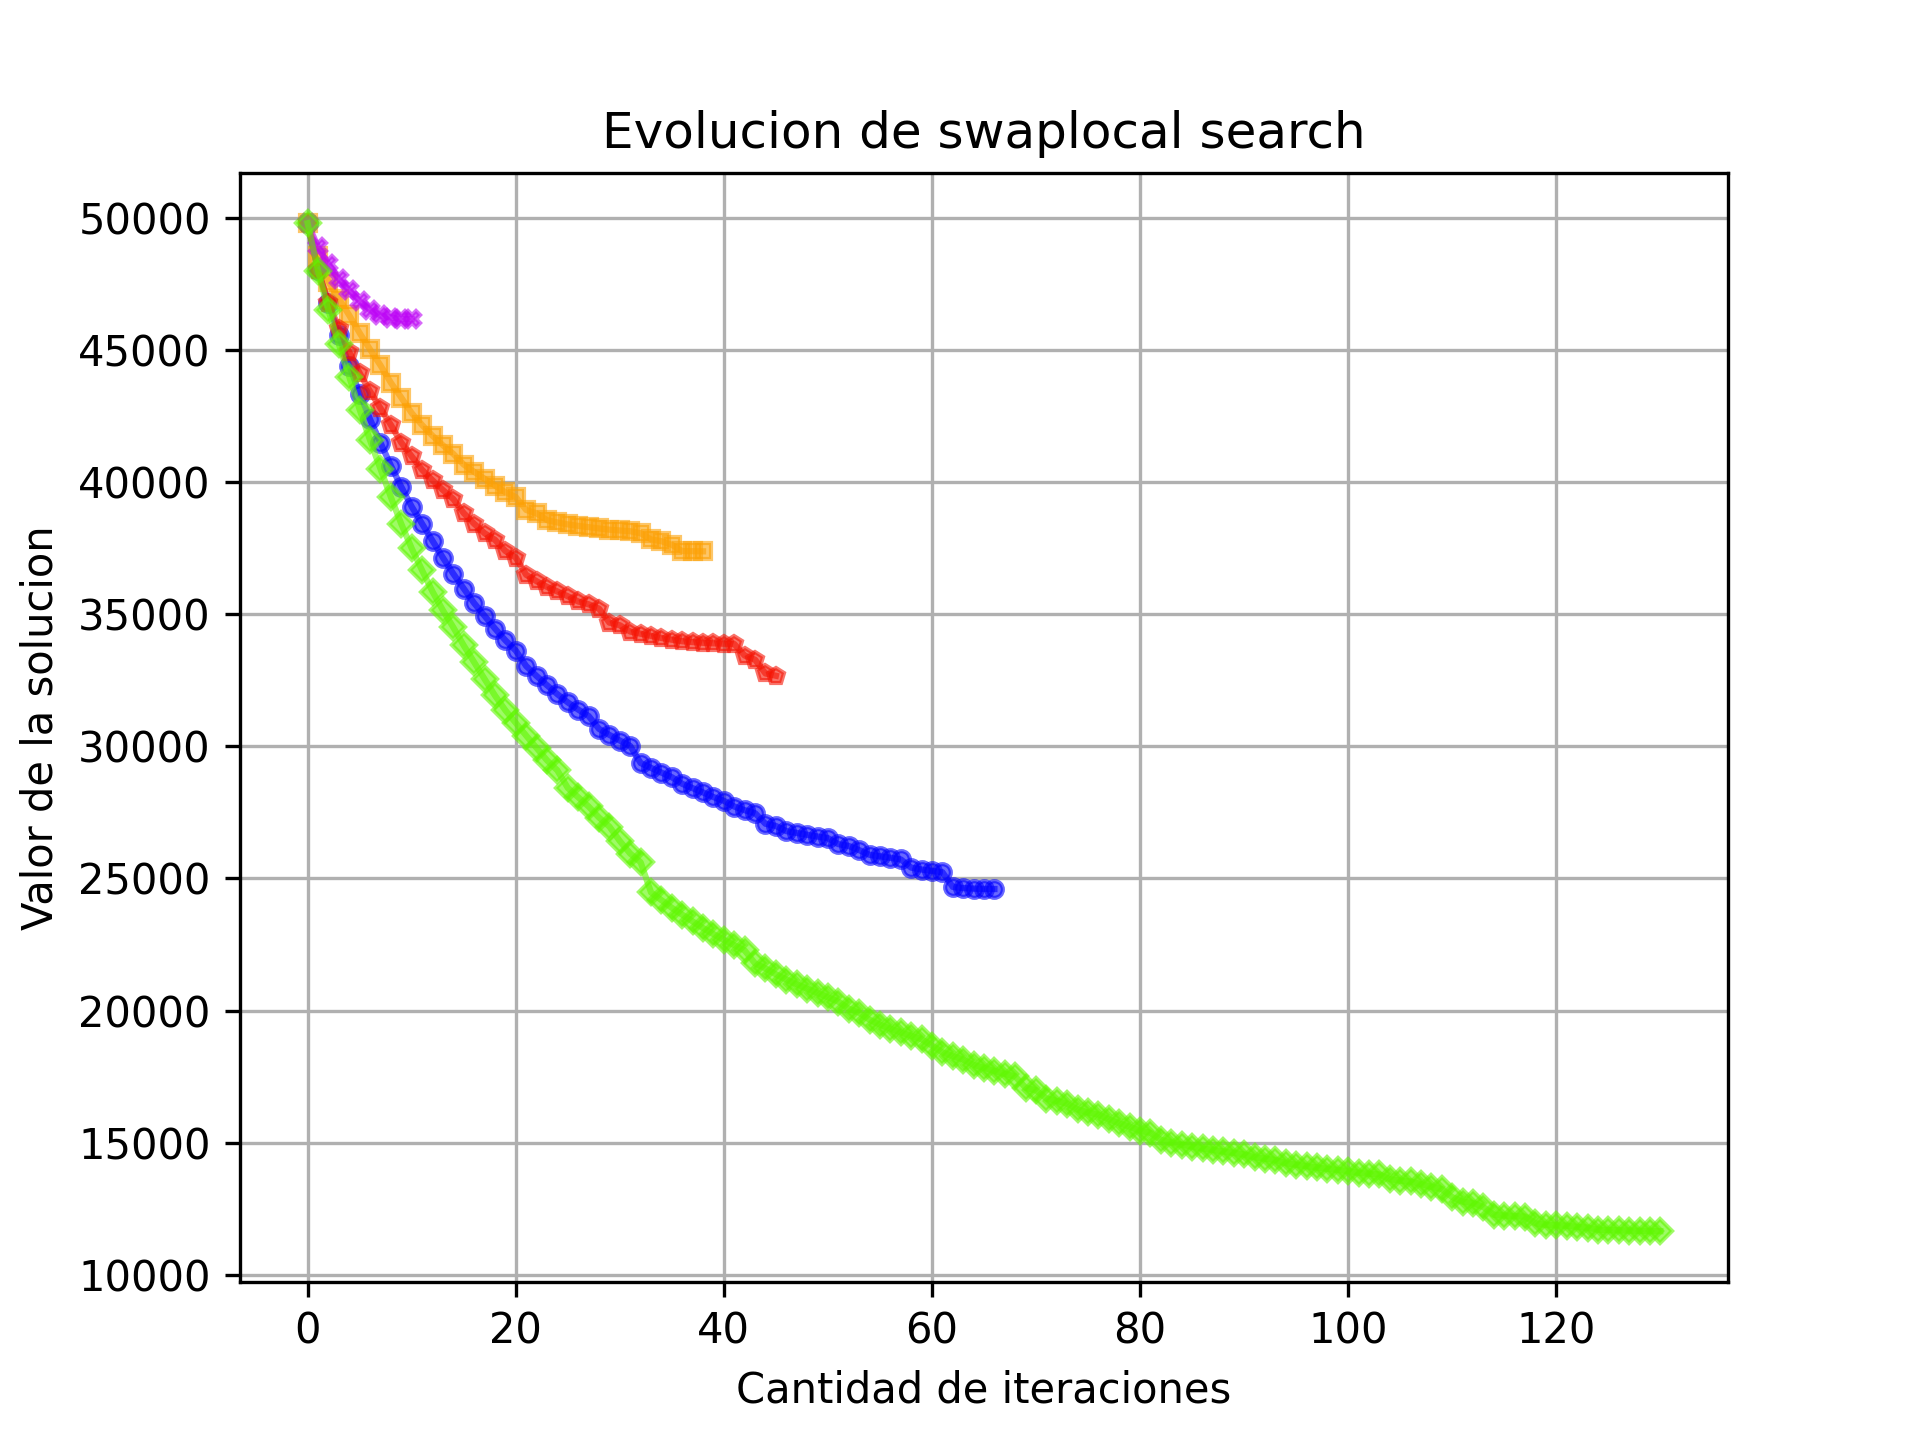 Evolucion de swaplocal search
Valor de la solucion
50000
45000
40000
35000
30000
25000
20000
15000
10000
0 20 40 60 80 100 120
Cantidad de iteraciones